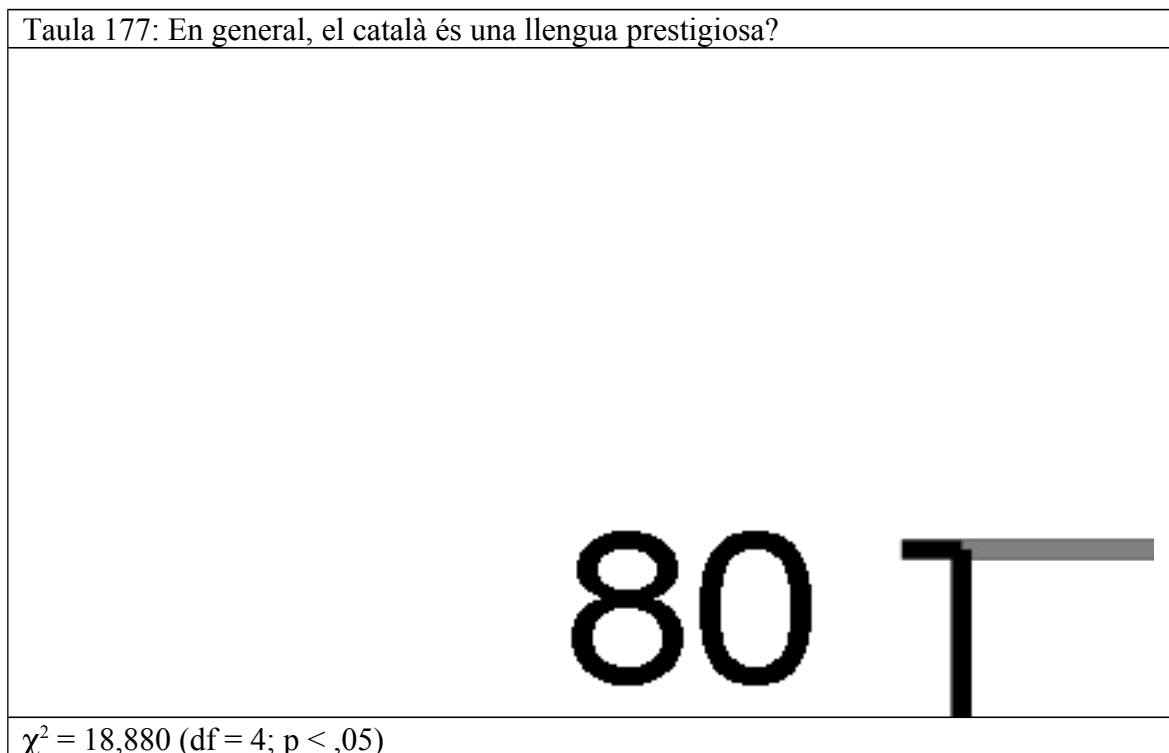 Taula 177: En general, el català és una llengua prestigiosa?
80
χ² = 18,880 (df = 4; p < ,05)